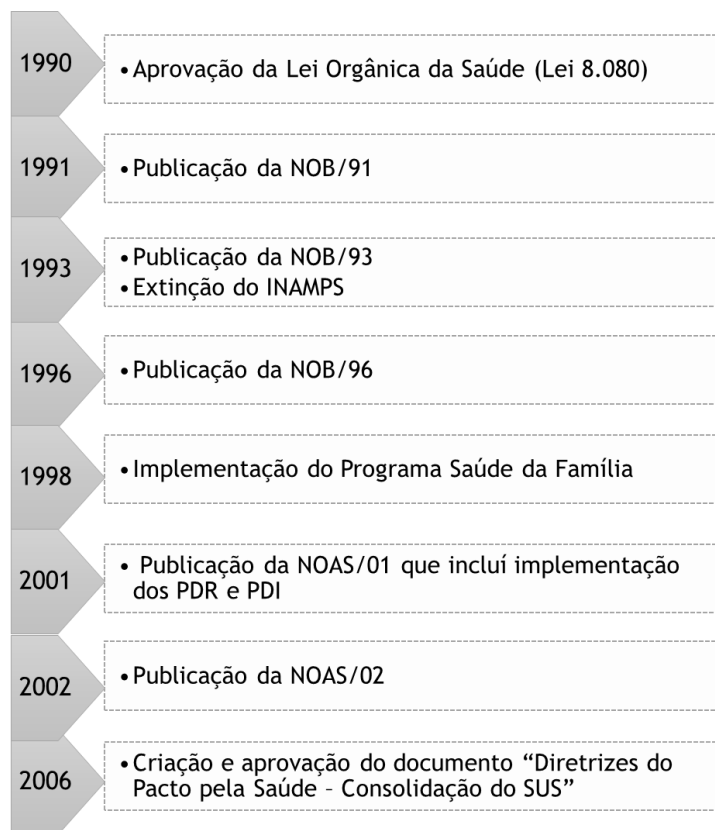 1990
•Aprovação da Lei Orgânica da Saúde (Lei 8.080)
1991
•Publicação da NOB/91
1993
•Publicação da NOB/93
•Extinção do INAMPS
1996
•Publicação da NOB/96
1998
•Implementação do Programa Saúde da Família
2001
• Publicação da NOAS/01 que incluí implementação
dos PDR e PDI
2002
•Publicação da NOAS/02
2006
•Criação e aprovação do documento “Diretrizes do
Pacto pela Saúde – Consolidação do SUS”